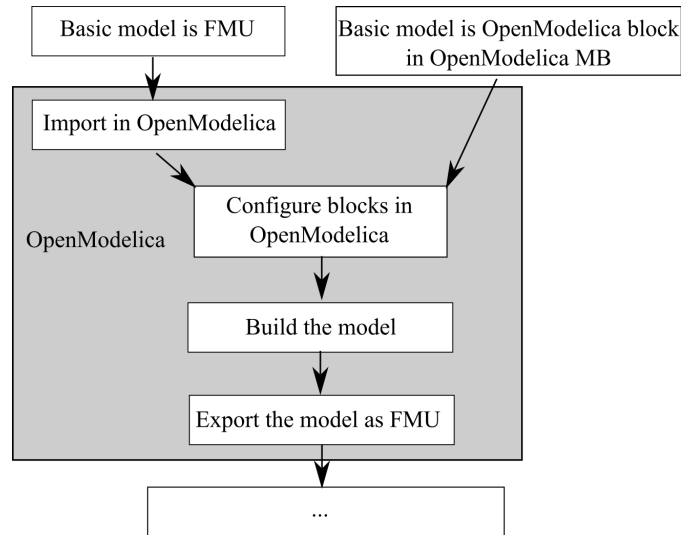 Basic model is FMU
Basic model is OpenModelica block
in OpenModelica MB
Import in OpenModelica
Configure blocks in
OpenModelica
OpenModelica
Build the model
Export the model as FMU
...